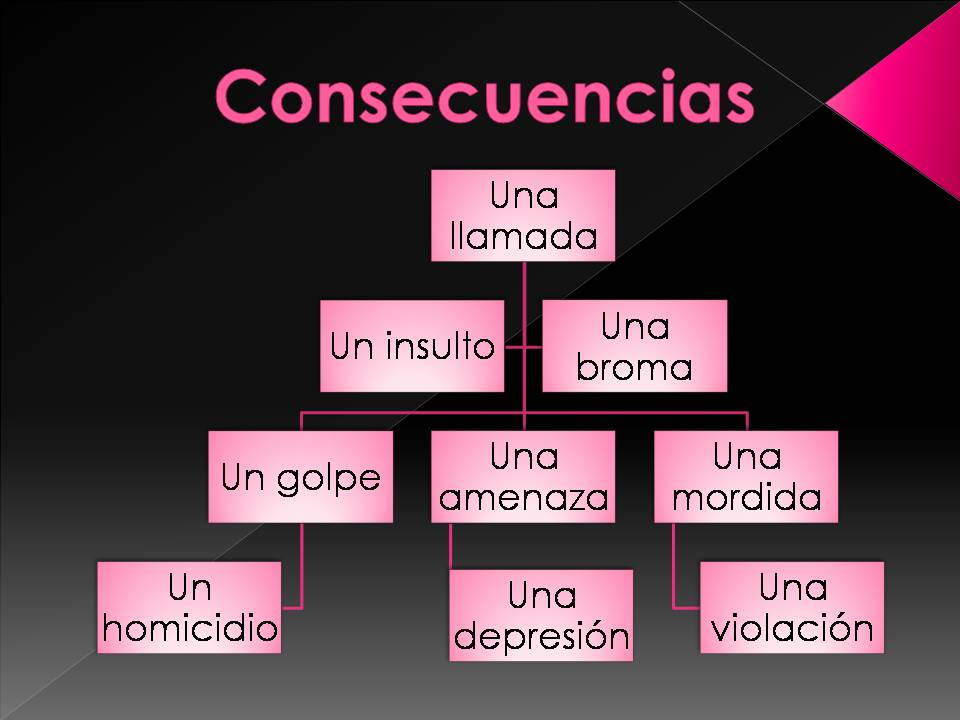 Consecuencias
Una
llamada
Un insulto
Una
broma
Un golpe
Una
amenaza
Una
mordida
Un
homicidio
Una
depresión
Una
violación